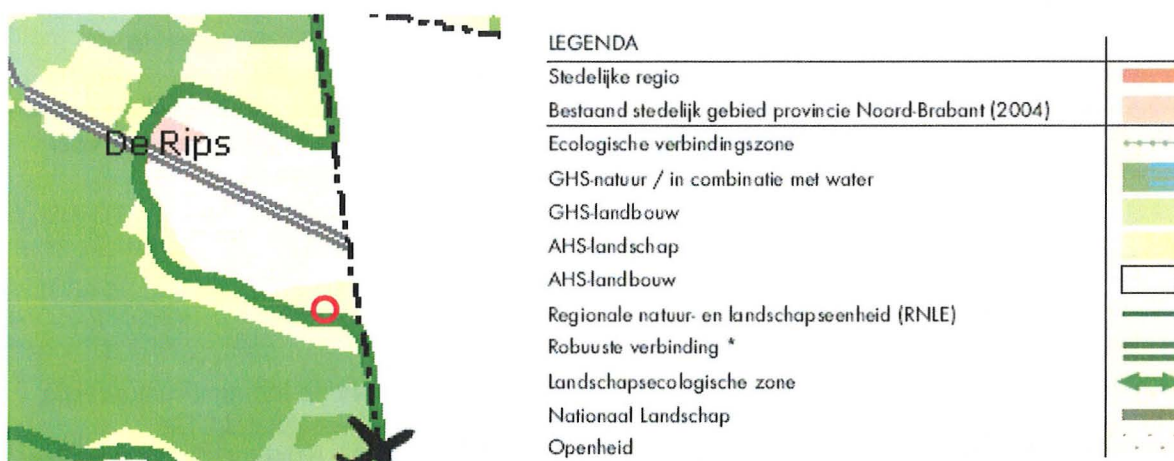 De Rips
LEGENDA
Stedelijke regio
Bestaand stedelijk gebied provincie Noord-Brabant (2004)
Ecologische verbindingszone
GHS-natuur / in combinatie met water
GHS-landbouw
AHS-landschap
AHS-landbouw
Regionale natuur- en landschapseenheid (RNLE)
Robuuste verbinding *
Landschapsecologische zone
Nationaal Landschap
Openheid